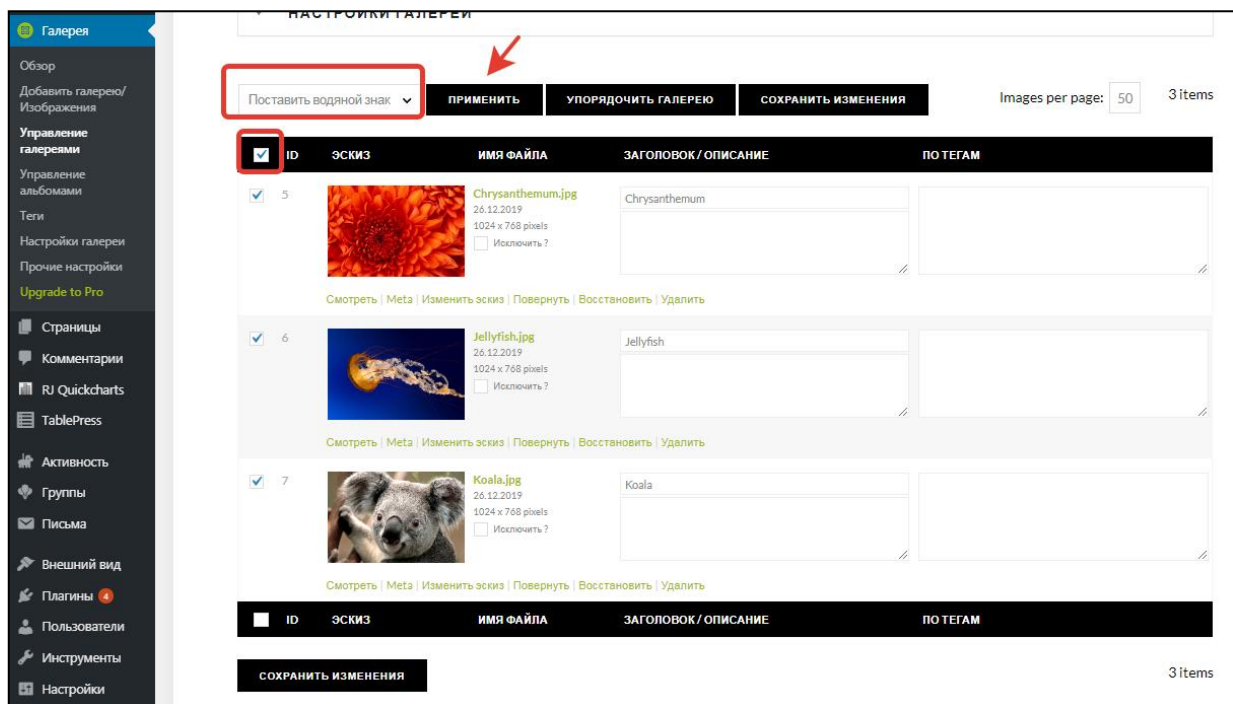 Галерея
Обзор
Добавить галерею/
Изображения
Управление
галереями
Управление
альбомами
Теги
Настройки галереи
Прочие настройки
Upgrade to Pro
Страницы
Комментарии
RJ Quickcharts
TablePress
Активность
Группы
Письма
Внешний вид
Плагины 4
Пользователи
Инструменты
Настройки
НАСТРОЙКИ ГАЛЕРЕИ
Поставить водяной знак ПРИМЕНИТЬ УПОРЯДОЧИТЬ ГАЛЕРЕЮ СОХРАНИТЬ ИЗМЕНЕНИЯ Images per page: 50 3 items
ID ЭСКИЗ ИМЯ ФАЙЛА ЗАГОЛОВОК / ОПИСАНИЕ ПО ТЕГАМ
5 Chrysanthemum.jpg Chrysanthemum
26.12.2019
1024 x 768 pixels
Исключить ?
Смотреть | Meta | Изменить эскиз | Повернуть | Восстановить | Удалить
6 Jellyfish.jpg Jellyfish
26.12.2019
1024 x 768 pixels
Исключить ?
Смотреть | Meta | Изменить эскиз | Повернуть | Восстановить | Удалить
7 Koala.jpg Koala
26.12.2019
1024 x 768 pixels
Исключить ?
Смотреть | Meta | Изменить эскиз | Повернуть | Восстановить | Удалить
ID ЭСКИЗ ИМЯ ФАЙЛА ЗАГОЛОВОК / ОПИСАНИЕ ПО ТЕГАМ
СОХРАНИТЬ ИЗМЕНЕНИЯ 3 items